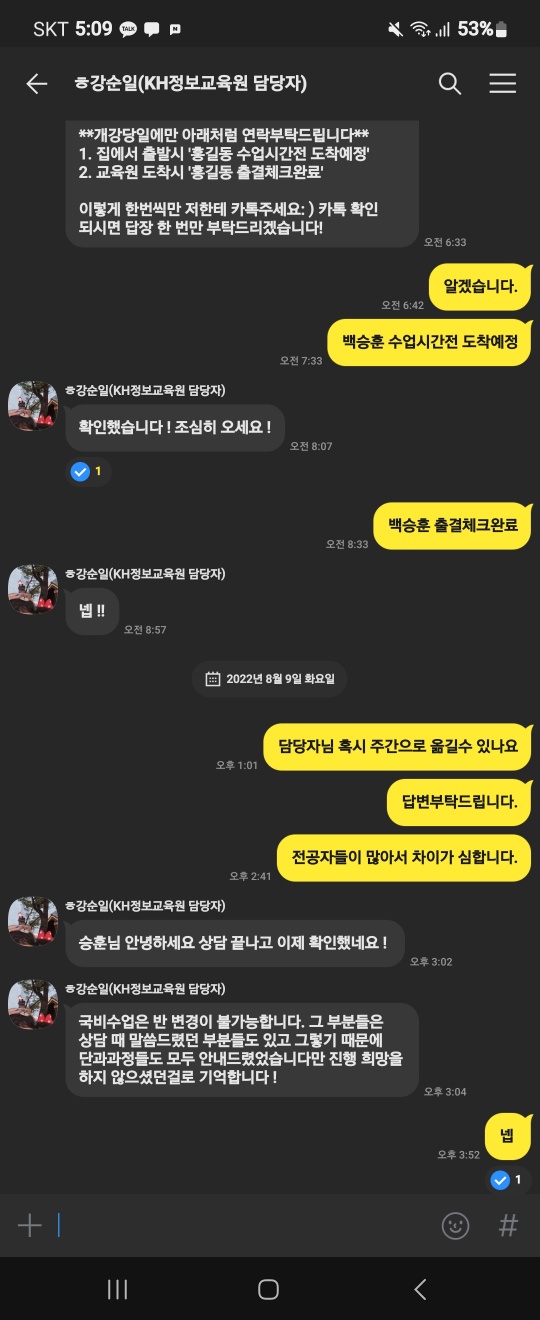 SKT 5:09 TALK N 53%
ㅎ강순일(KH정보교육원 담당자)
**개강당일에만 아래처럼 연락부탁드립니다**
1. 집에서 출발시 '홍길동 수업시간전 도착예정'
2. 교육원 도착시 '홍길동 출결체크완료'
이렇게 한번씩만 저한테 카톡주세요: ) 카톡 확인
되시면 답장 한 번만 부탁드리겠습니다!
오전 6:33
알겠습니다.
오전 6:42
백승훈 수업시간전 도착예정
오전 7:33
ㅎ강순일(KH정보교육원 담당자)
확인했습니다 ! 조심히 오세요 !
오전 8:07
1
백승훈 출결체크완료
오전 8:33
ㅎ강순일(KH정보교육원 담당자)
넵 !!
오전 8:57
2022년 8월 9일 화요일
담당자님 혹시 주간으로 옮길수 있나요
오후 1:01
답변부탁드립니다.
전공자들이 많아서 차이가 심합니다.
오후 2:41
ㅎ강순일(KH정보교육원 담당자)
승훈님 안녕하세요 상담 끝나고 이제 확인했네요 !
오후 3:02
ㅎ강순일(KH정보교육원 담당자)
국비수업은 반 변경이 불가능합니다. 그 부분들은
상담 때 말씀드렸던 부분들도 있고 그렇기 때문에
단과과정들도 모두 안내드렸었습니다만 진행 희망을
하지 않으셨던걸로 기억합니다 !
오후 3:04
넵
오후 3:52
1
#